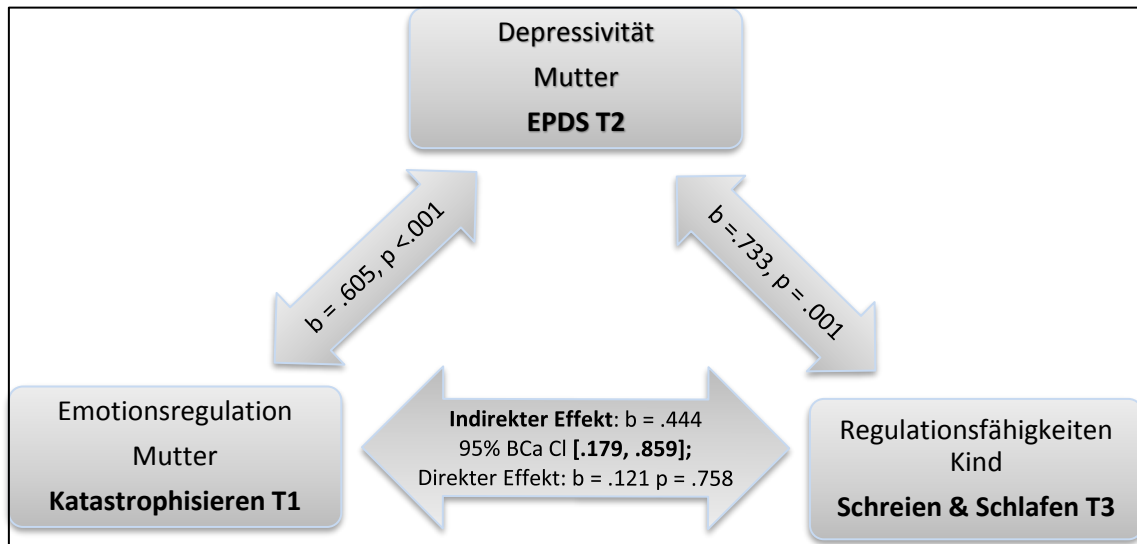 Depressivität
Mutter
EPDS T2
b = .605, p <.001
b =.733, p = .001
Emotionsregulation
Mutter
Katastrophisieren T1
Indirekter Effekt: b = .444
95% BCa Cl [.179, .859];
Direkter Effekt: b = .121 p = .758
Regulationsfähigkeiten
Kind
Schreien & Schlafen T3